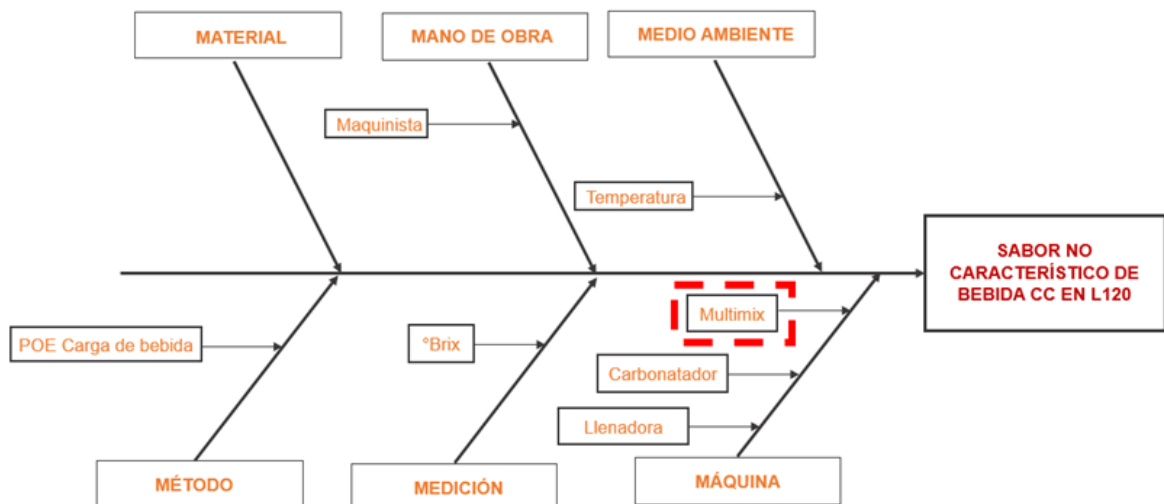 MATERIAL
MANO DE OBRA
MEDIO AMBIENTE
Maquinista
Temperatura
SABOR NO
CARACTERÍSTICO DE
BEBIDA CC EN L120
Multimix
POE Carga de bebida
°Brix
Carbonatador
Llenadora
MÉTODO
MEDICIÓN
MÁQUINA